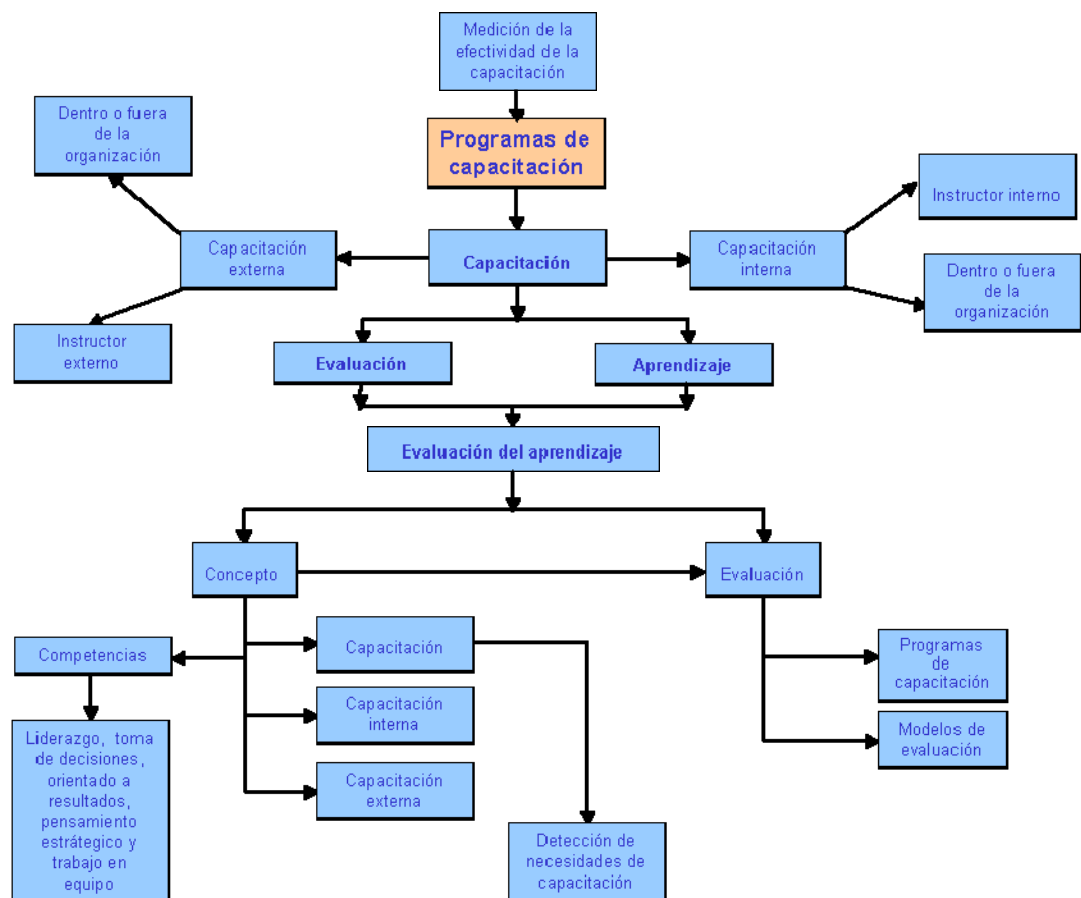 Medición de la
efectividad de la
capacitación
Programas de
capacitación
Dentro o fuera
de la
organización
Capacitación
externa
Instructor
externo
Capacitación
Capacitación
interna
Instructor interno
Dentro o fuera
de la
organización
Evaluación
Aprendizaje
Evaluación del aprendizaje
Concepto
Evaluación
Competencias
Liderazgo, toma
de decisiones,
orientado a
resultados,
pensamiento
estrátegico y
trabajo en
equipo
Capacitación
Capacitación
interna
Capacitación
externa
Detección de
necesidades de
capacitación
Programas
de
capacitación
Modelos de
evaluación